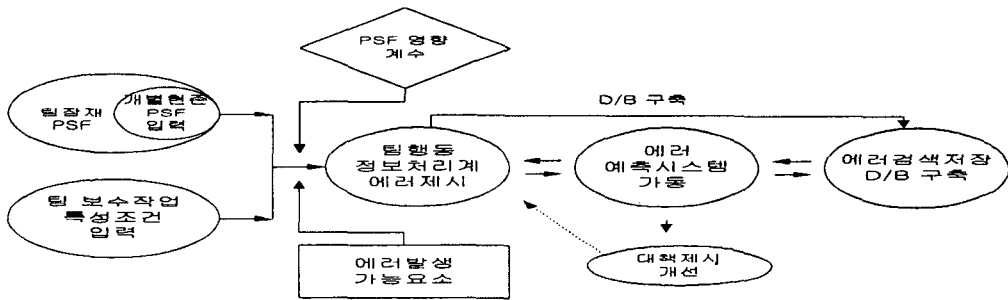 PSF 영향
계수
팀잠재
PSF
개별현존
PSF
입력
D/B 구축
팀행동
정보처리계
에러제시
에러
예측시스템
가동
에러검색저장
D/B 구축
팀 보수작업
특성조건
입력
에러발생
가능요소
대책제시
개선